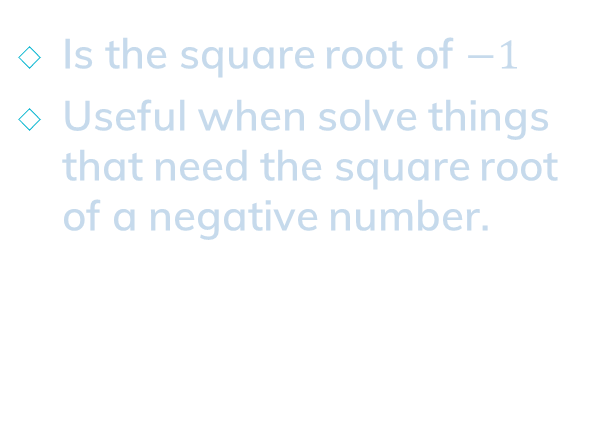 Is the square root of −1
Useful when solve things
that need the square root
of a negative number.